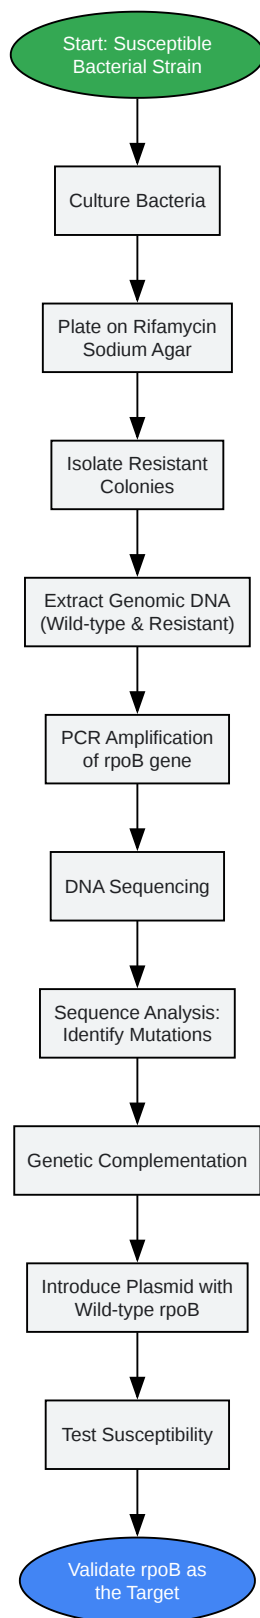 Start: Susceptible
Bacterial Strain
Culture Bacteria
Plate on Rifamycin
Sodium Agar
Isolate Resistant
Colonies
Extract Genomic DNA
(Wild-type & Resistant)
PCR Amplification
of rpoB gene
DNA Sequencing
Sequence Analysis:
Identify Mutations
Genetic Complementation
Introduce Plasmid with
Wild-type rpoB
Test Susceptibility
Validate rpoB as
the Target